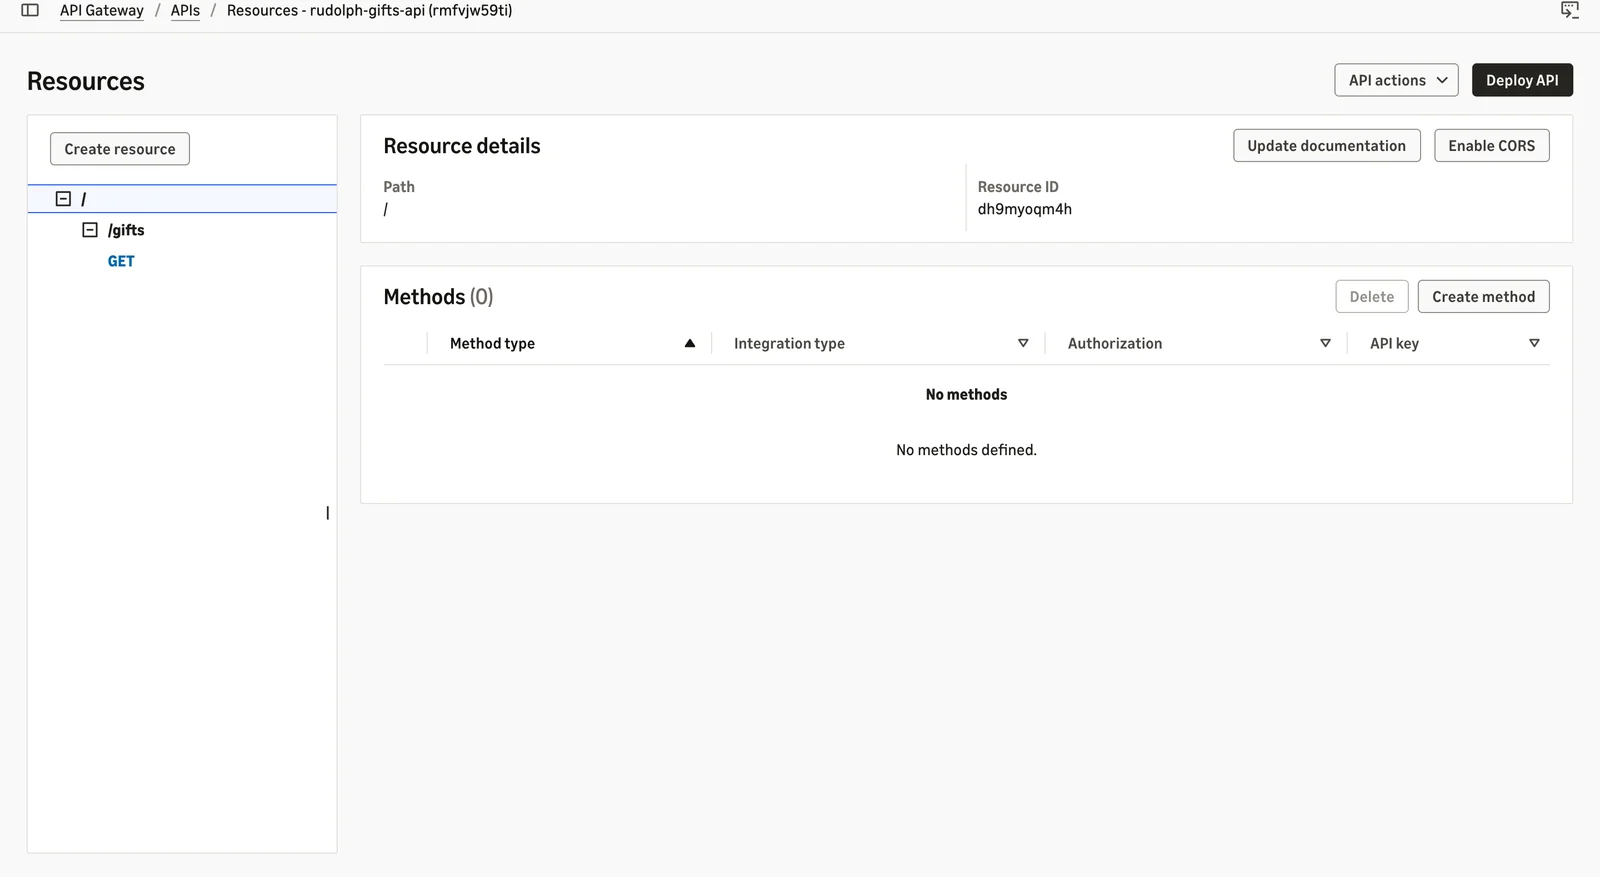 API Gateway / APIs / Resources - rudolph-gifts-api (rmfvjw59ti)
Resources
API actions
Deploy API
Create resource
/
/gifts
GET
Resource details
Update documentation
Enable CORS
Path
/
Resource ID
dh9myoqm4h
Methods (0)
Delete
Create method
Method type
Integration type
Authorization
API key
No methods
No methods defined.